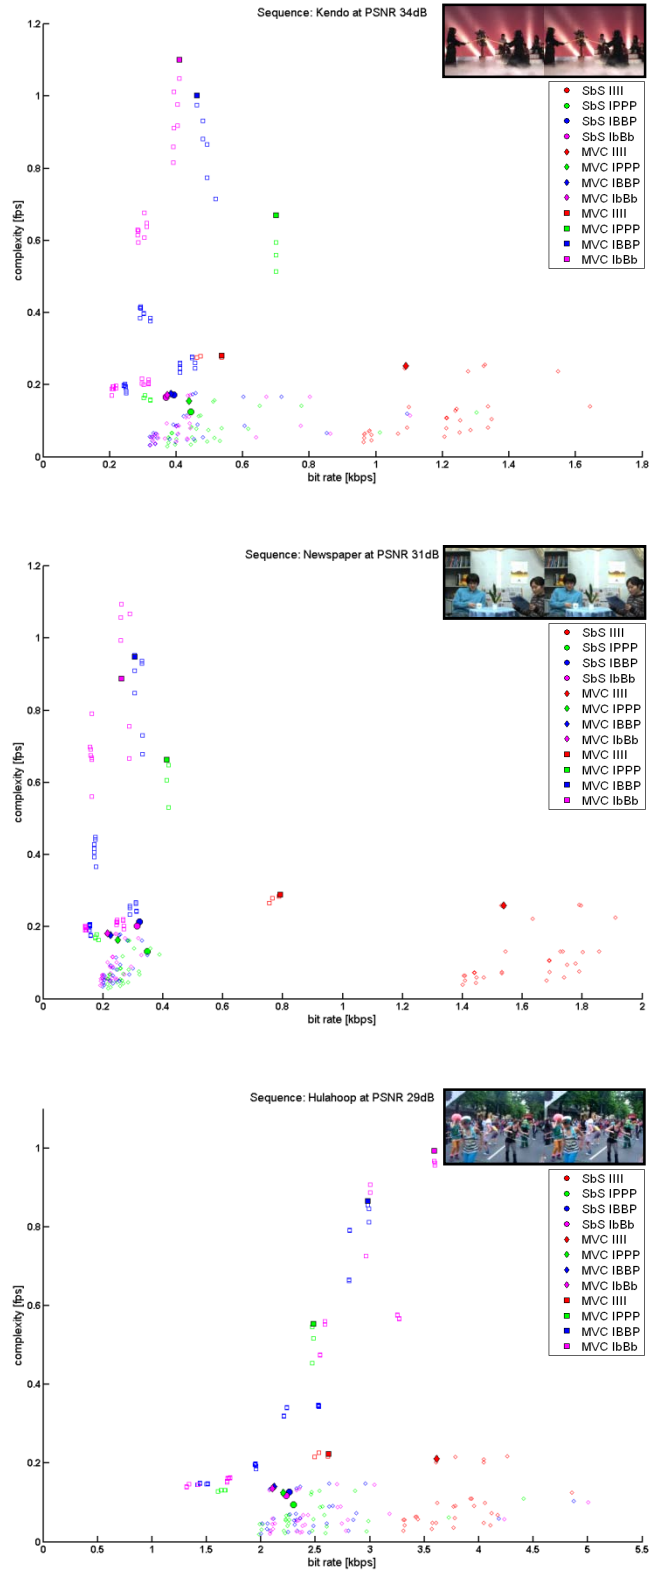 Sequence: Kendo at PSNR 34dB
1.2
1
0.8
0.6
0.4
0.2
0
complexity [fps]
SbS IIII
SbS IPPP
SbS IBBP
SbS IbBb
MVC IIII
MVC IPPP
MVC IBBP
MVC IbBb
MVC IIII
MVC IPPP
MVC IBBP
MVC IbBb
0 0.2 0.4 0.6 0.8 1 1.2 1.4 1.6 1.8
bit rate [kbps]
Sequence: Newspaper at PSNR 31dB
1.2
1
0.8
0.6
0.4
0.2
0
complexity [fps]
SbS IIII
SbS IPPP
SbS IBBP
SbS IbBb
MVC IIII
MVC IPPP
MVC IBBP
MVC IbBb
MVC IIII
MVC IPPP
MVC IBBP
MVC IbBb
0 0.2 0.4 0.6 0.8 1 1.2 1.4 1.6 1.8 2
bit rate [kbps]
Sequence: Hulahoop at PSNR 29dB
1
0.8
0.6
0.4
0.2
0
complexity [fps]
SbS IIII
SbS IPPP
SbS IBBP
SbS IbBb
MVC IIII
MVC IPPP
MVC IBBP
MVC IbBb
MVC IIII
MVC IPPP
MVC IBBP
MVC IbBb
0 0.5 1 1.5 2 2.5 3 3.5 4 4.5 5 5.5
bit rate [kbps]